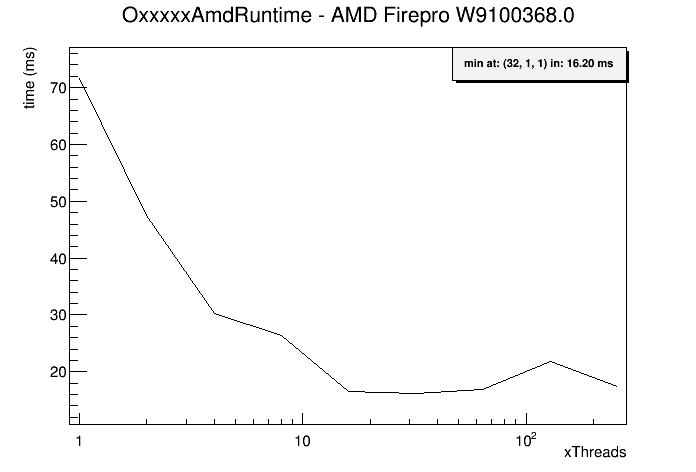 OxxxxxAmdRuntime - AMD Firepro W9100368.0
min at: (32, 1, 1) in: 16.20 ms
time (ms)
70
60
50
40
30
20
1
10
10²
xThreads